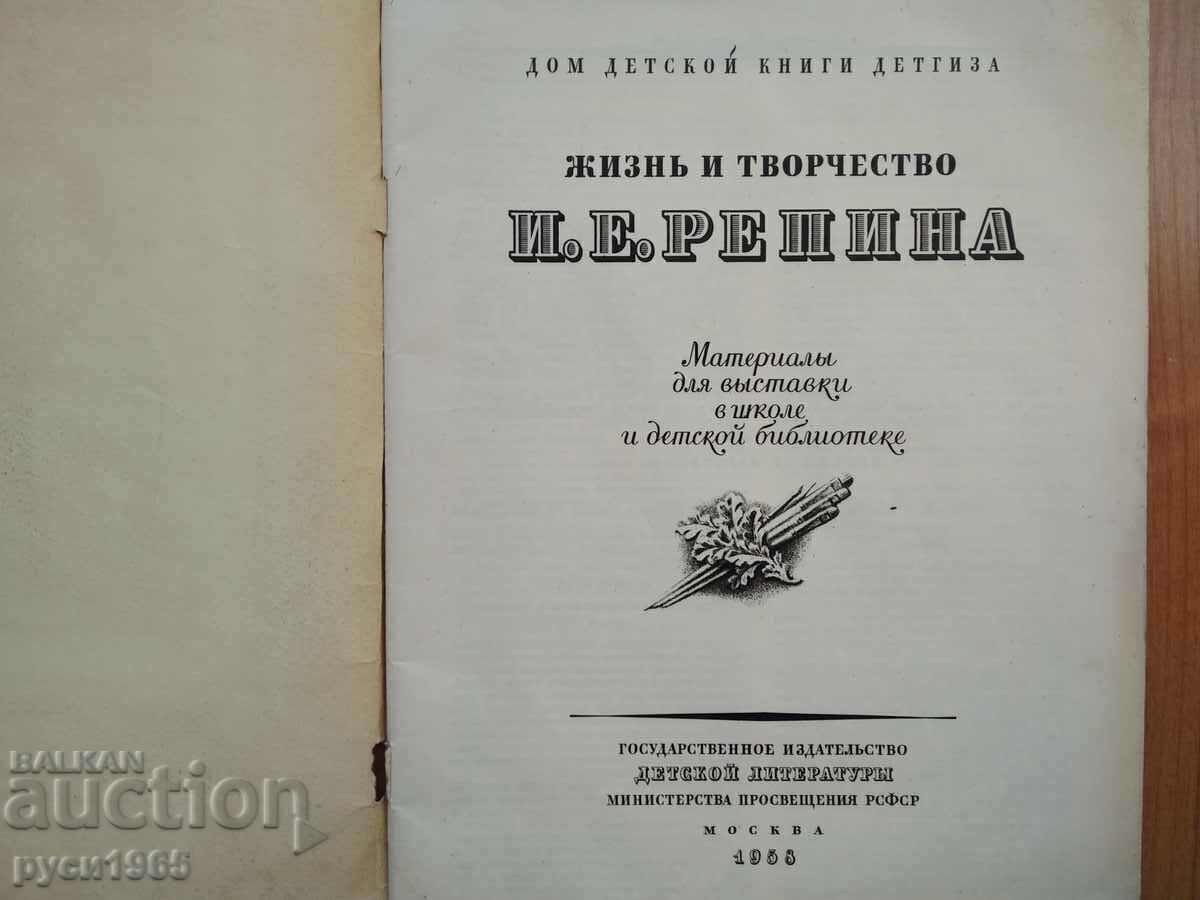 ДОМ ДЕТСКОЙ КНИГИ ДЕТГИЗА
ЖИЗНЬ И ТВОРЧЕСТВО
И. Е. РЕПИНА
Материалы
для выставки
в школе
и детской библиотеке
ГОСУДАРСТВЕННОЕ ИЗДАТЕЛЬСТВО
ДЕТСКОЙ ЛИТЕРАТУРЫ
МИНИСТЕРСТВА ПРОСВЕЩЕНИЯ РСФСР
МОСКВА
1958
BALKAN
auction
руси1965